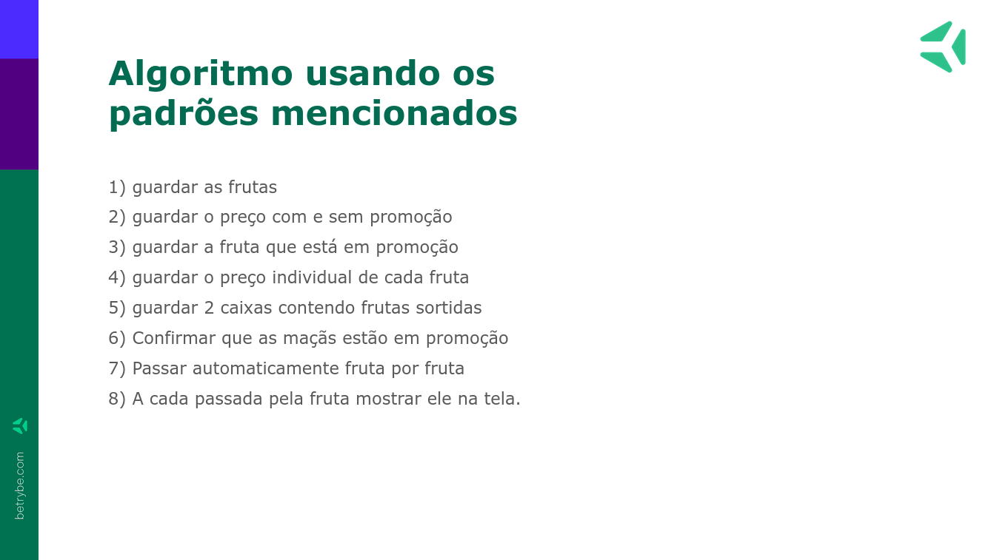 Algoritmo usando os
padrões mencionados
1) guardar as frutas
2) guardar o preço com e sem promoção
3) guardar a fruta que está em promoção
4) guardar o preço individual de cada fruta
5) guardar 2 caixas contendo frutas sortidas
6) Confirmar que as maçãs estão em promoção
7) Passar automaticamente fruta por fruta
8) A cada passada pela fruta mostrar ele na tela.
betrybe.com